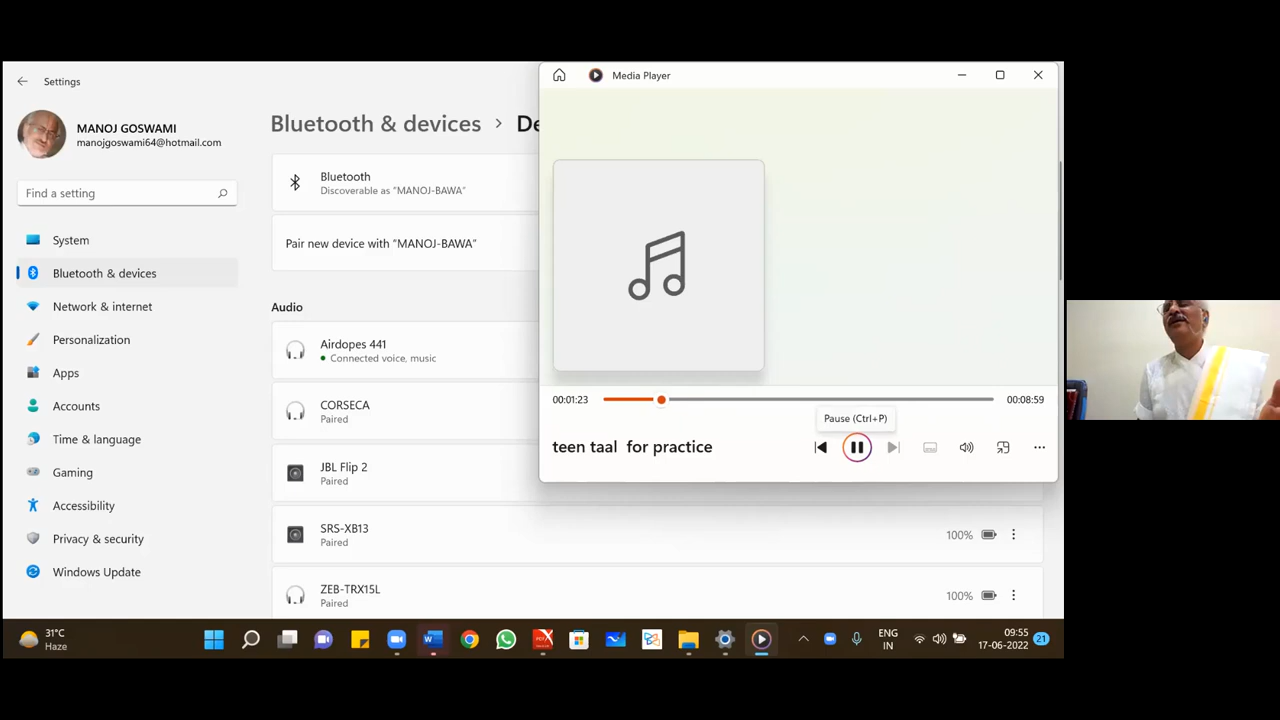 Settings
MANOJ GOSWAMI
manojgoswami64@hotmail.com
Find a setting
System
Bluetooth & devices
Network & internet
Personalization
Apps
Accounts
Time & language
Gaming
Accessibility
Privacy & security
Windows Update
Bluetooth & devices > De
Bluetooth
Discoverable as "MANOJ-BAWA"
Pair new device with "MANOJ-BAWA"
Audio
Airdopes 441
Connected voice, music
CORSECA
Paired
JBL Flip 2
Paired
SRS-XB13
Paired
100%
ZEB-TRX15L
Paired
100%
Media Player
00:01:23
00:08:59
Pause (Ctrl+P)
teen taal for practice
31°C
Haze
ENG
IN
09:55
17-06-2022
21